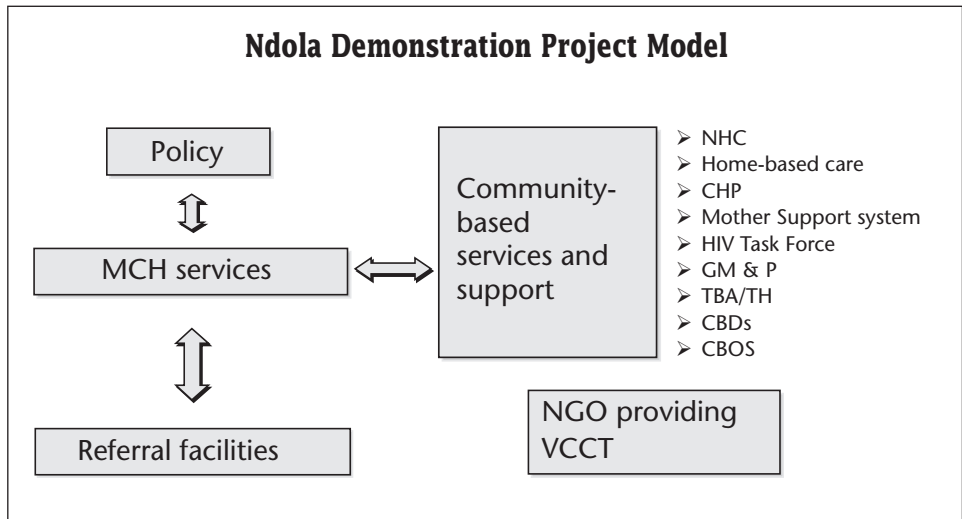 Ndola Demonstration Project Model
Policy
MCH services
Referral facilities
Community-
based
services and
support
➢ NHC
➢ Home-based care
➢ CHP
➢ Mother Support system
➢ HIV Task Force
➢ GM & P
➢ TBA/TH
➢ CBDs
➢ CBOS
NGO providing
VCCT